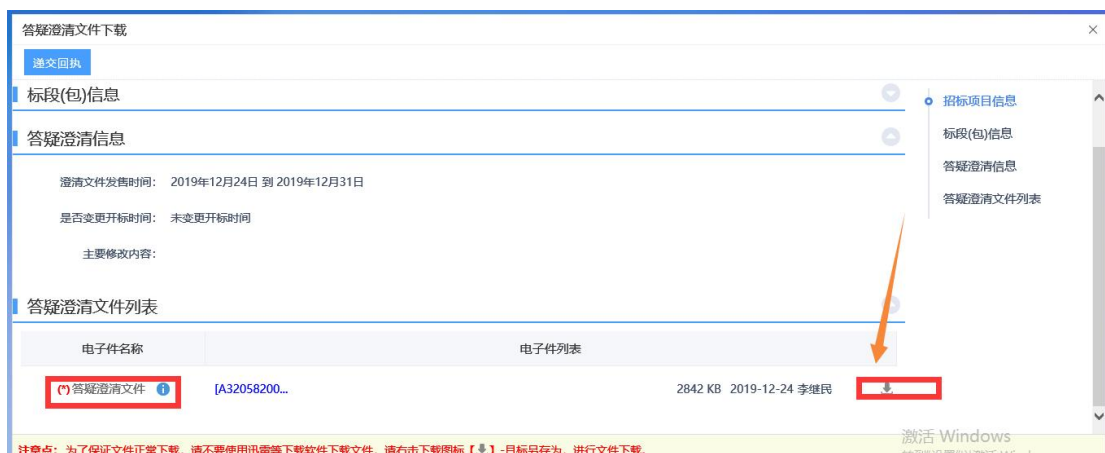 答疑澄清文件下载
×
递交回执
标段(包)信息
招标项目信息
标段(包)信息
答疑澄清信息
答疑澄清文件列表
答疑澄清信息
澄清文件发售时间： 2019年12月24日 到 2019年12月31日
是否变更开标时间： 未变更开标时间
主要修改内容：
答疑澄清文件列表
电子件名称 电子件列表
(*)答疑澄清文件 [A32058200... 2842 KB 2019-12-24 李继民
激活 Windows
注意点：为了保证文件正常下载，请不要使用迅雷等下载软件下载文件，请右击下载图标【】-目标另存为，进行文件下载。